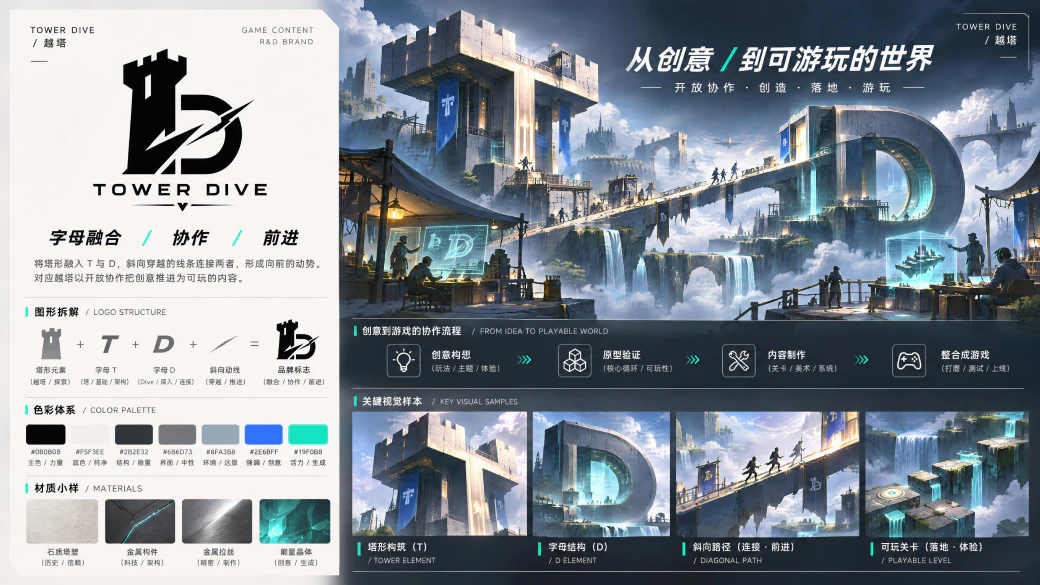 TOWER DIVE
/ 越塔
GAME CONTENT
R&D BRAND
TOWER DIVE
字母融合 / 协作 / 前进
将塔形融入 T 与 D，斜向穿越的线条连接两者，形成向前的动势。
对应越塔以开放协作把创意推进为可玩的内容。
图形拆解 / LOGO STRUCTURE
+ T + D + =
塔形元素 字母 T 字母 D 斜向动线 品牌标志
(越塔 / 探索) (塔 / 基础 / 架构) (Dive / 深入 / 连接) (穿越 / 推进) (融合 / 协作 / 前进)
色彩体系 / COLOR PALETTE
#0B0B0B #F5F3EE #2B2E32 #6B6D73 #8FA3B8 #2E6BFF #19F0B8
主色 / 力量 底色 / 纯净 结构 / 稳重 界面 / 中性 环境 / 远景 强调 / 创意 活力 / 生成
材质小样 / MATERIALS
石质塔壁 金属构件 金属拉丝 能量晶体
(历史 / 信赖) (科技 / 架构) (精密 / 制作) (创意 / 生成)
TOWER DIVE
/ 越塔
从创意 / 到可游玩的世界
开放协作 · 创造 · 落地 · 游玩
T
D
D
创意到游戏的协作流程 / FROM IDEA TO PLAYABLE WORLD
创意构思 原型验证 内容制作 整合成游戏
(玩法 / 主题 / 体验) (核心循环 / 可玩性) (关卡 / 美术 / 系统) (打磨 / 测试 / 上线)
关键视觉样本 / KEY VISUAL SAMPLES
塔形构筑（T） 字母结构（D） 斜向路径（连接 · 前进） 可玩关卡（落地 · 体验）
/ TOWER ELEMENT / D ELEMENT / DIAGONAL PATH / PLAYABLE LEVEL